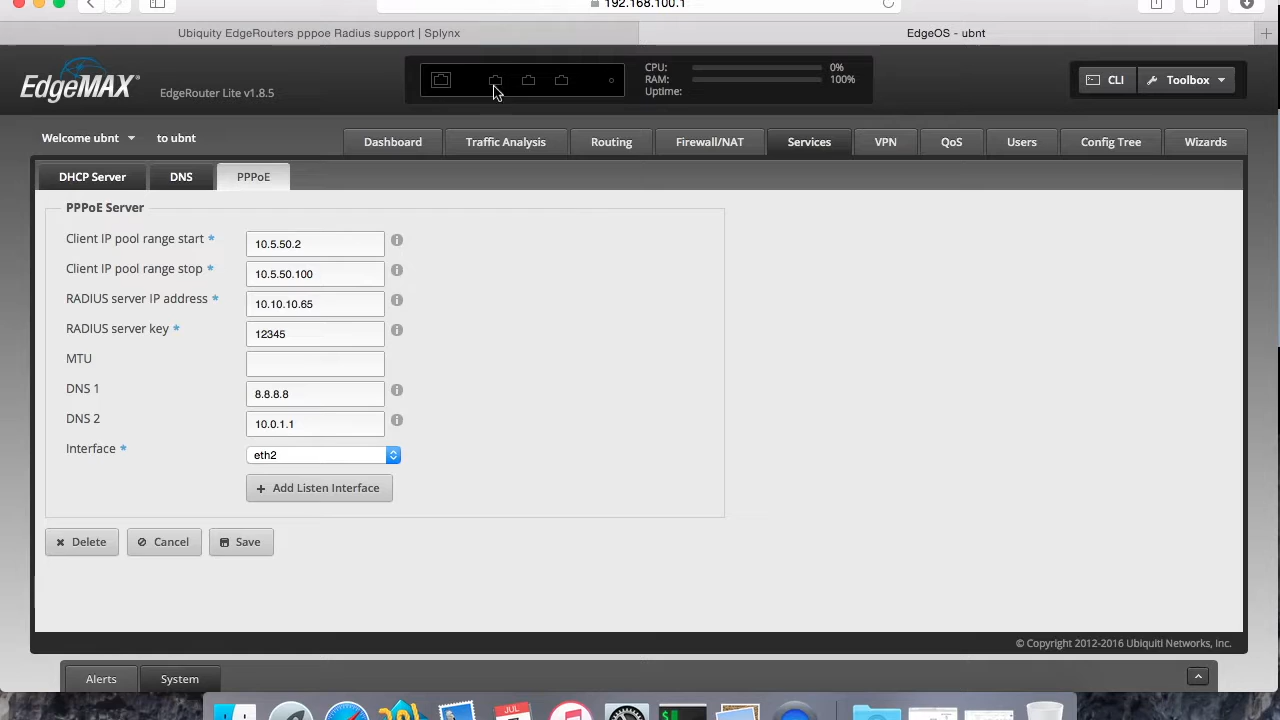 192.168.100.1
Ubiquity EdgeRouters pppoe Radius support | Splynx
EdgeOS - ubnt
EdgeMAX®
EdgeRouter Lite v1.8.5
CPU: 0%
RAM: 100%
Uptime:
CLI
Toolbox
Welcome ubnt
to ubnt
Dashboard
Traffic Analysis
Routing
Firewall/NAT
Services
VPN
QoS
Users
Config Tree
Wizards
DHCP Server
DNS
PPPoE
PPPoE Server
Client IP pool range start * 10.5.50.2
Client IP pool range stop * 10.5.50.100
RADIUS server IP address * 10.10.10.65
RADIUS server key * 12345
MTU
DNS 1 8.8.8.8
DNS 2 10.0.1.1
Interface * eth2
+ Add Listen Interface
Delete
Cancel
Save
© Copyright 2012-2016 Ubiquiti Networks, Inc.
Alerts
System
JUL